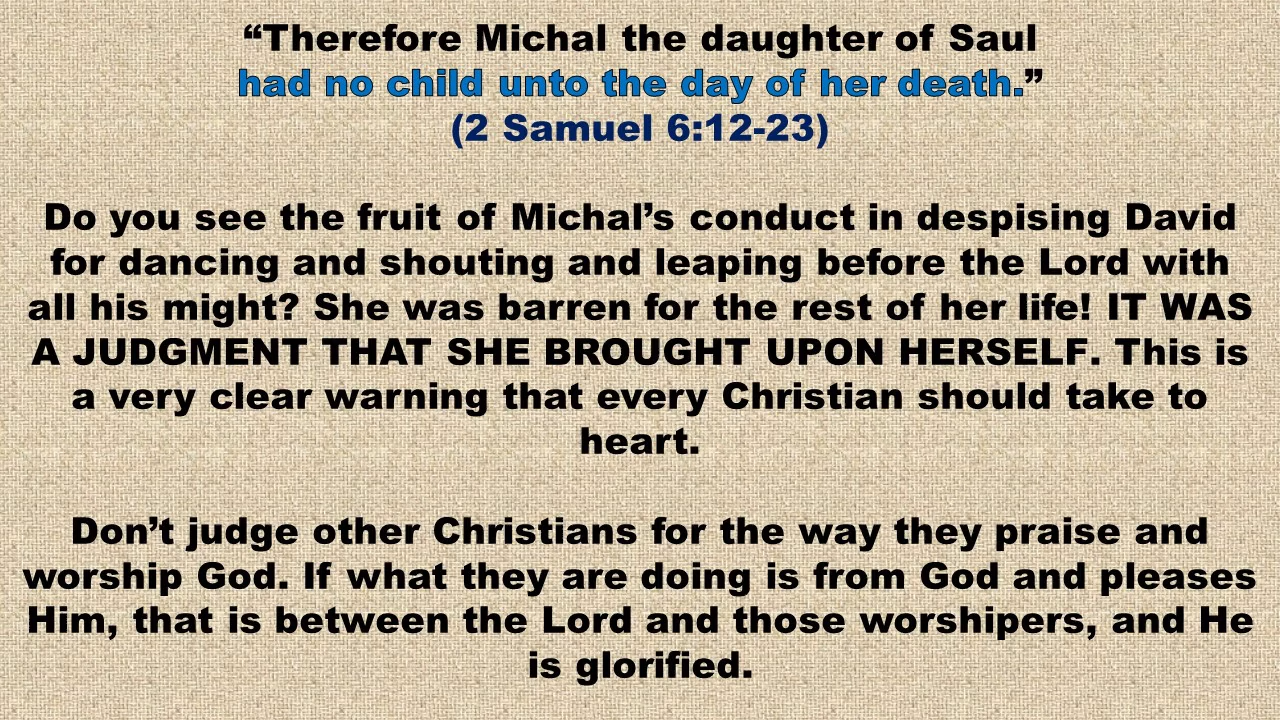 “Therefore Michal the daughter of Saul
had no child unto the day of her death.”
(2 Samuel 6:12-23)
Do you see the fruit of Michal’s conduct in despising David
for dancing and shouting and leaping before the Lord with
all his might? She was barren for the rest of her life! IT WAS
A JUDGMENT THAT SHE BROUGHT UPON HERSELF. This is
a very clear warning that every Christian should take to
heart.
Don’t judge other Christians for the way they praise and
worship God. If what they are doing is from God and pleases
Him, that is between the Lord and those worshipers, and He
is glorified.